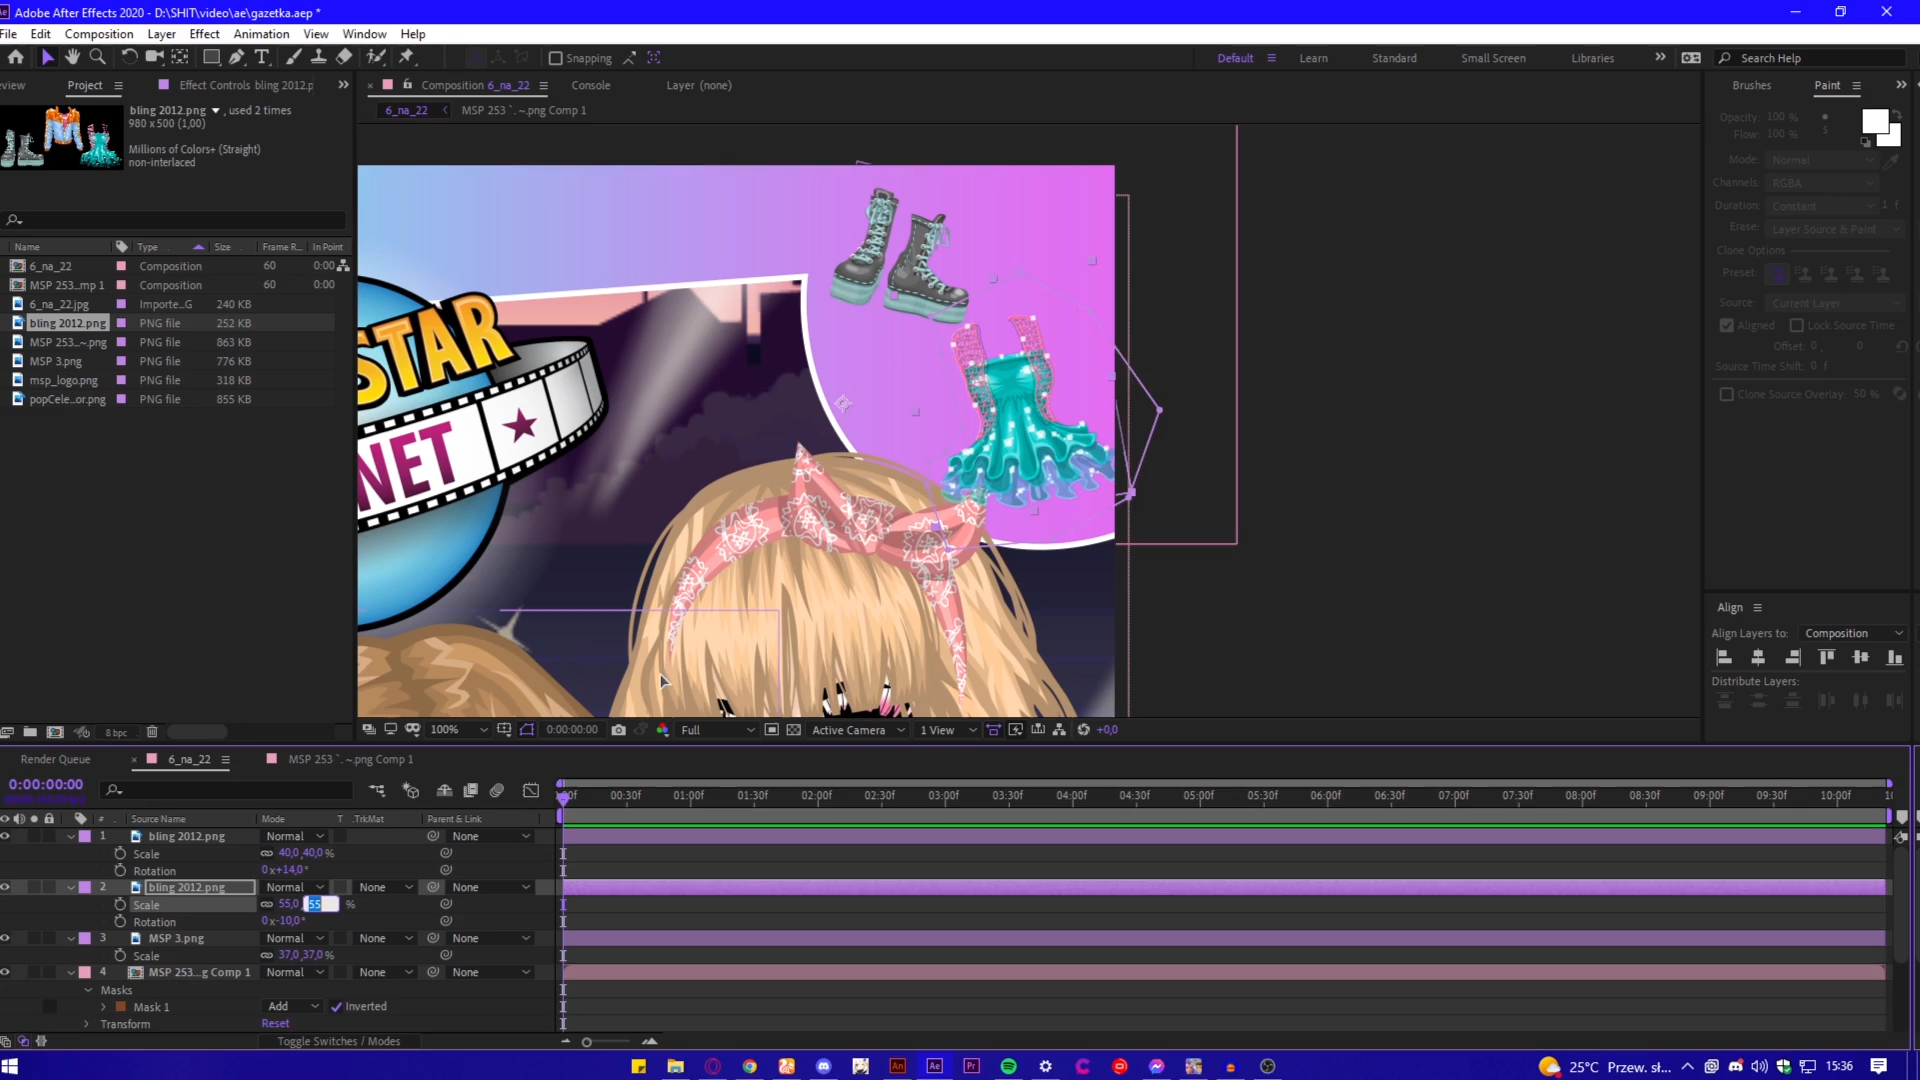 Adobe After Effects 2020 - D:\SHIT\video\ae\gazetka.aep *
File Edit Composition Layer Effect Animation View Window Help
Snapping
Default Learn Standard Small Screen Libraries Search Help
eview Project Effect Controls bling 2012.p
Composition 6_na_22 Console Layer (none)
Brushes Paint
6_na_22 MSP 253 `. ~.png Comp 1
bling 2012.png , used 2 times
980 x 500 (1,00)
Millions of Colors+ (Straight)
non-interlaced
Opacity: 100 %
Flow: 100 %
Mode: Normal
Channels: RGBA
Duration: Constant 1 f
Erase: Layer Source & Paint
Clone Options
Preset:
Source: Current Layer
Aligned Lock Source Time
Offset: 0 , 0
Source Time Shift: 0 f
Clone Source Overlay: 50 %
Name Type Size Frame R... In Point
6_na_22 Composition 60 0:00
MSP 253...mp 1 Composition 60 0:00
6_na_22.jpg Importe...G 240 KB
bling 2012.png PNG file 252 KB
MSP 253...~.png PNG file 863 KB
MSP 3.png PNG file 776 KB
msp_logo.png PNG file 318 KB
popCele...or.png PNG file 855 KB
STAR
NET
Align
Align Layers to: Composition
Distribute Layers:
8 bpc
100% 0:00:00:00 Full Active Camera 1 View +0,0
Render Queue 6_na_22 MSP 253 `. ~.png Comp 1
0:00:00:00
:00f 00:30f 01:00f 01:30f 02:00f 02:30f 03:00f 03:30f 04:00f 04:30f 05:00f 05:30f 06:00f 06:30f 07:00f 07:30f 08:00f 08:30f 09:00f 09:30f 10:00f 1
# Source Name Mode T .TrkMat Parent & Link
1 bling 2012.png Normal None
Scale 40,0,40,0 %
Rotation 0 x+14,0 °
2 bling 2012.png Normal None None
Scale 55,0, 55 %
Rotation 0 x-10,0 °
3 MSP 3.png Normal None None
Scale 37,0,37,0 %
4 MSP 253...g Comp 1 Normal None None
Masks
Mask 1 Add Inverted
Transform Reset
Toggle Switches / Modes
An Ae Pr
25°C Przew. sł... 15:36